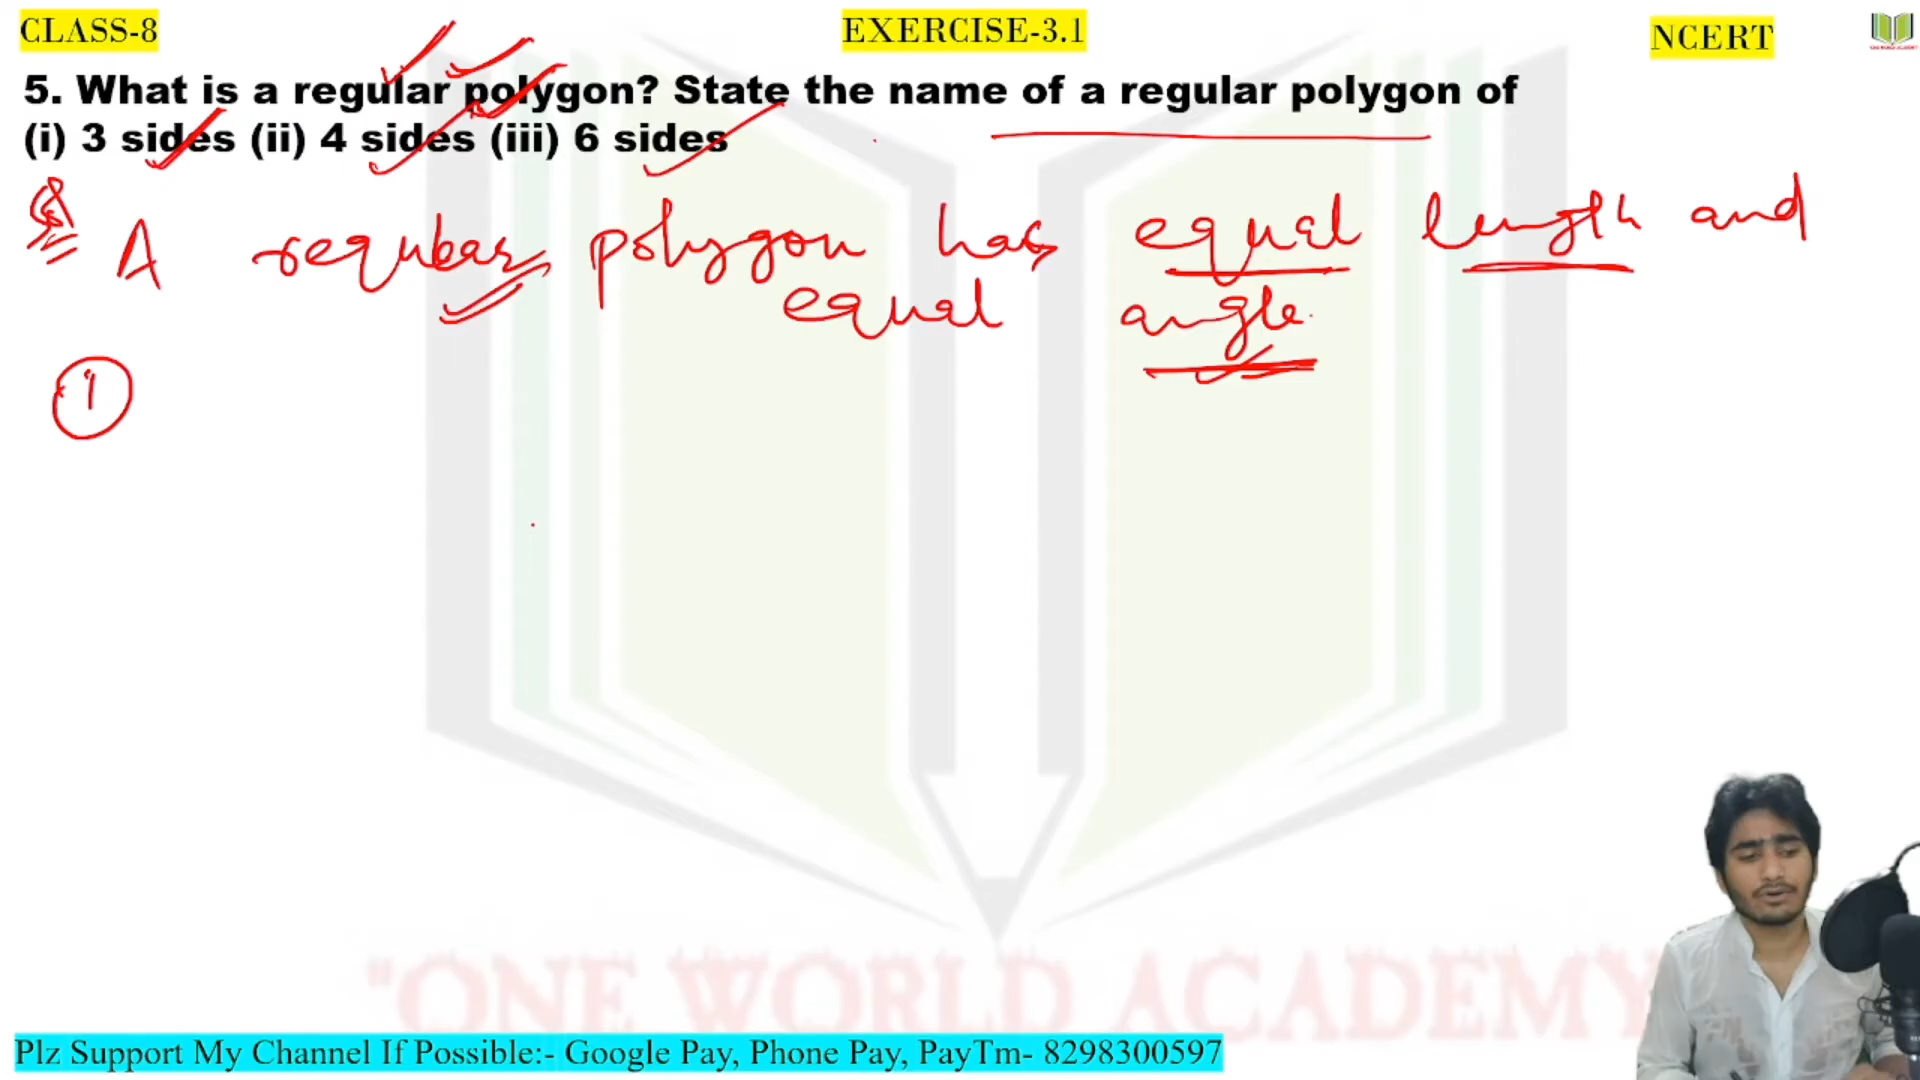 CLASS-8 EXERCISE-3.1 NCERT
5. What is a regular polygon? State the name of a regular polygon of
(i) 3 sides (ii) 4 sides (iii) 6 sides
A regular polygon has equal length and
equal angle.
1
"ONE WORLD ACADEMY
Plz Support My Channel If Possible:- Google Pay, Phone Pay, PayTm- 8298300597